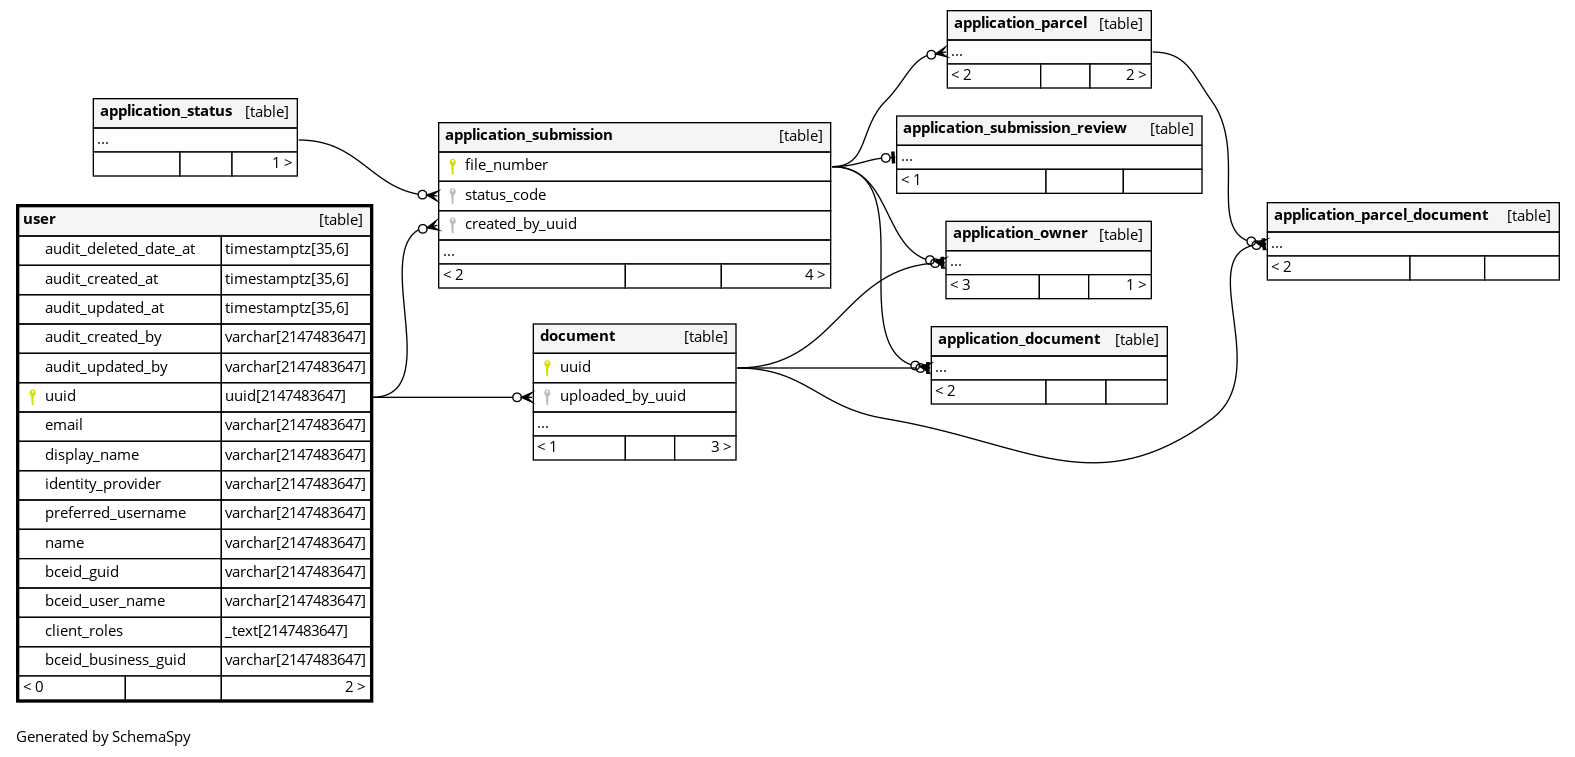 application_parcel [table]
...
< 2 2 >
application_status [table]
...
1 >
application_submission [table]
file_number
status_code
created_by_uuid
...
< 2 4 >
application_submission_review [table]
...
< 1
user [table]
audit_deleted_date_at timestamptz[35,6]
audit_created_at timestamptz[35,6]
audit_updated_at timestamptz[35,6]
audit_created_by varchar[2147483647]
audit_updated_by varchar[2147483647]
uuid uuid[2147483647]
email varchar[2147483647]
display_name varchar[2147483647]
identity_provider varchar[2147483647]
preferred_username varchar[2147483647]
name varchar[2147483647]
bceid_guid varchar[2147483647]
bceid_user_name varchar[2147483647]
client_roles _text[2147483647]
bceid_business_guid varchar[2147483647]
< 0 2 >
application_owner [table]
...
< 3 1 >
application_parcel_document [table]
...
< 2
document [table]
uuid
uploaded_by_uuid
...
< 1 3 >
application_document [table]
...
< 2
Generated by SchemaSpy